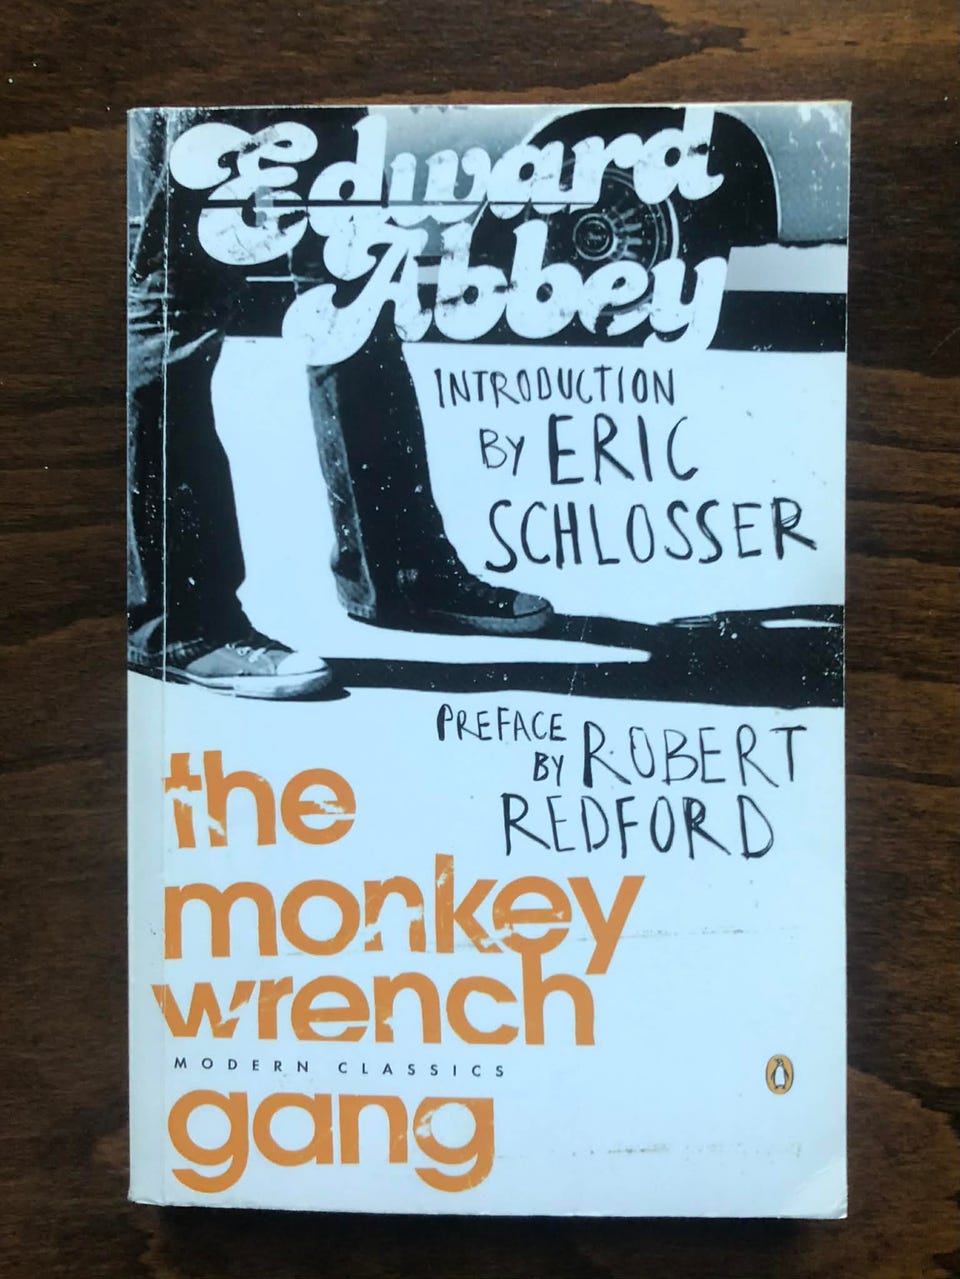 Edward
Abbey
INTRODUCTION
BY ERIC
SCHLOSSER
PREFACE
BY ROBERT
REDFORD
the
monkey
wrench
MODERN CLASSICS
gang